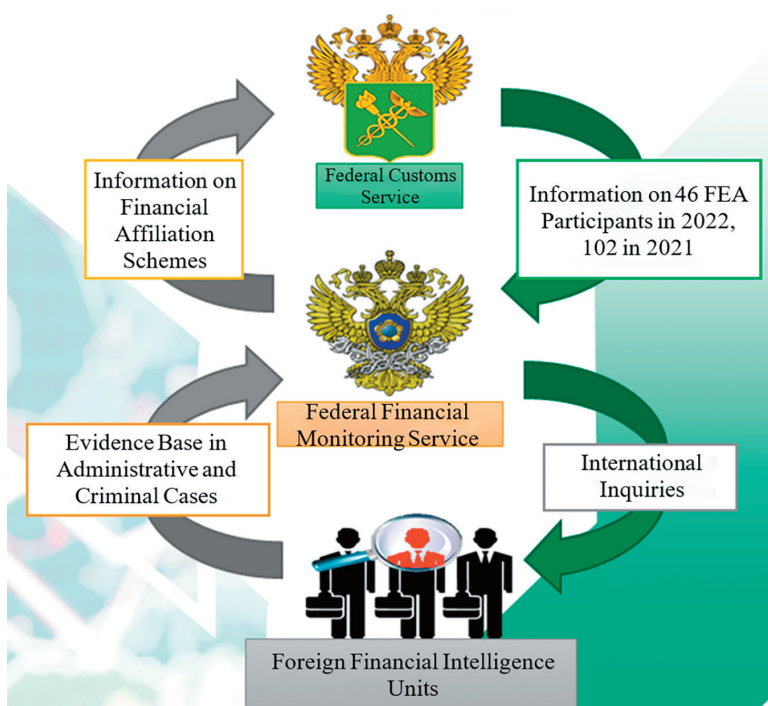 Federal Customs
Service
Information on
Financial
Affiliation
Schemes
Information on 46 FEA
Participants in 2022,
102 in 2021
Federal Financial
Monitoring Service
Evidence Base in
Administrative and
Criminal Cases
International
Inquiries
Foreign Financial Intelligence
Units